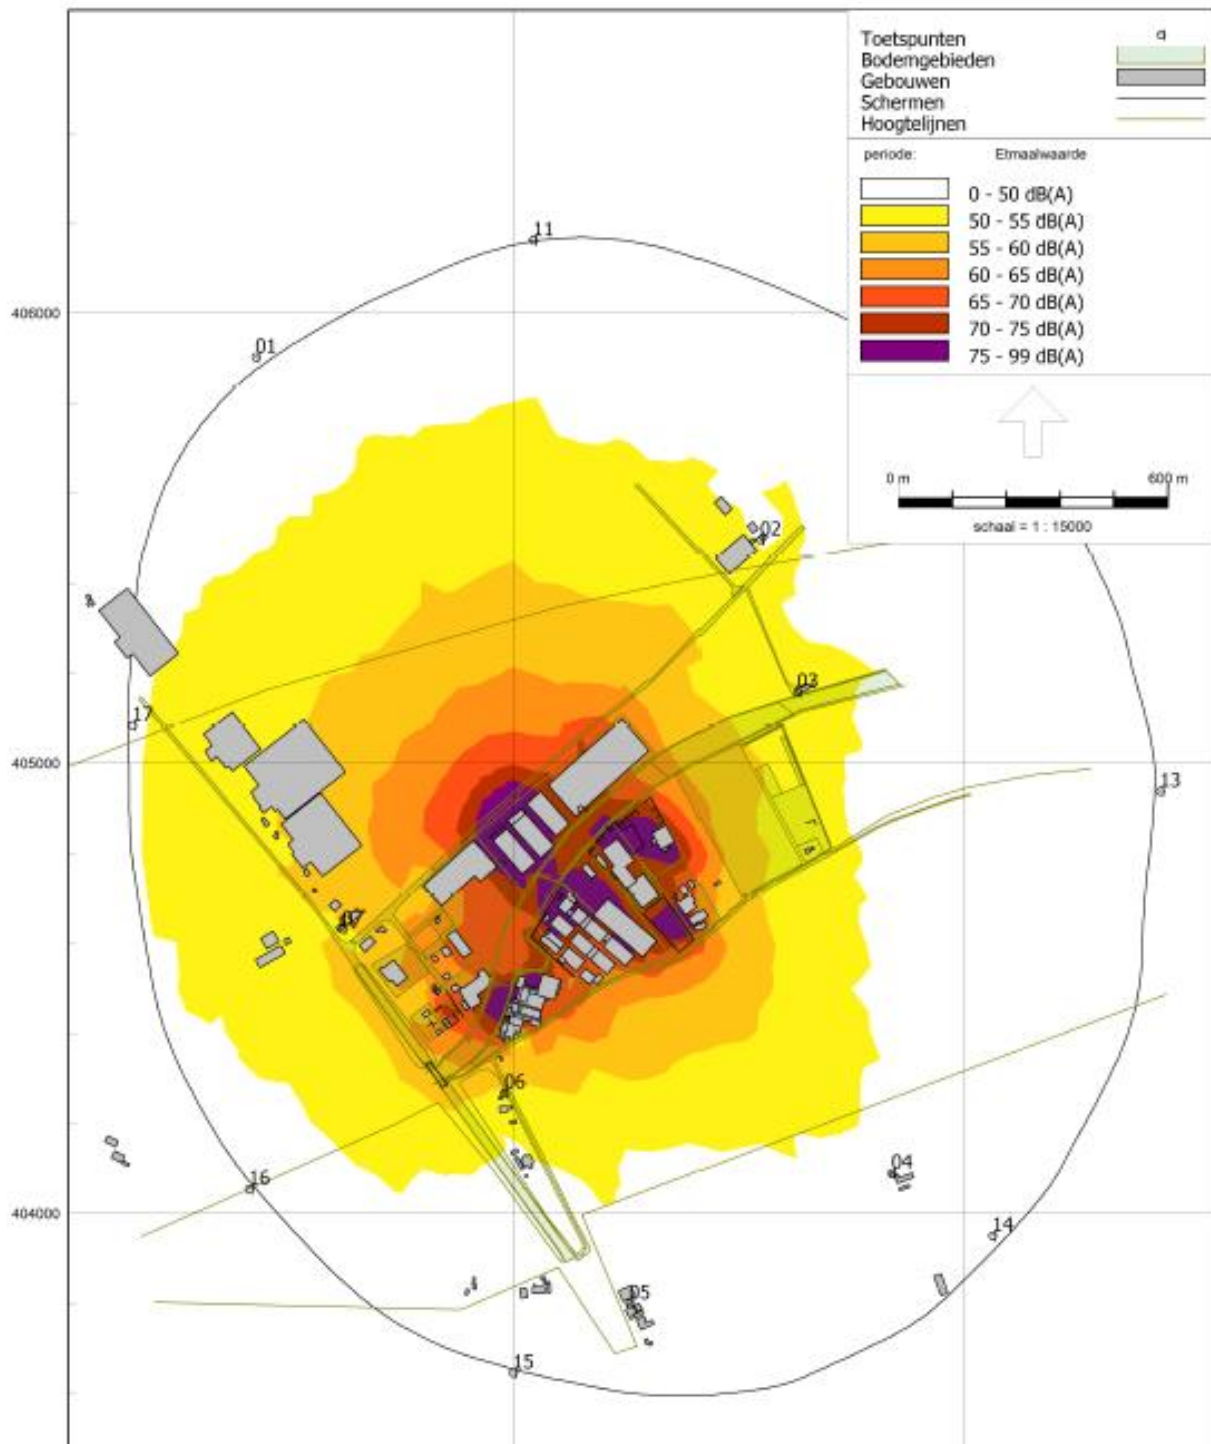 Toetspunten
Bodemgebieden
Gebouwen
Schermen
Hoogtelijnen
periode: Etmaalwaarde
0 - 50 dB(A)
50 - 55 dB(A)
55 - 60 dB(A)
60 - 65 dB(A)
65 - 70 dB(A)
70 - 75 dB(A)
75 - 99 dB(A)
0 m 600 m
schaal = 1 : 15000
11
406000
01
02
03
17
405000
13
06
04
16
404000
14
05
15